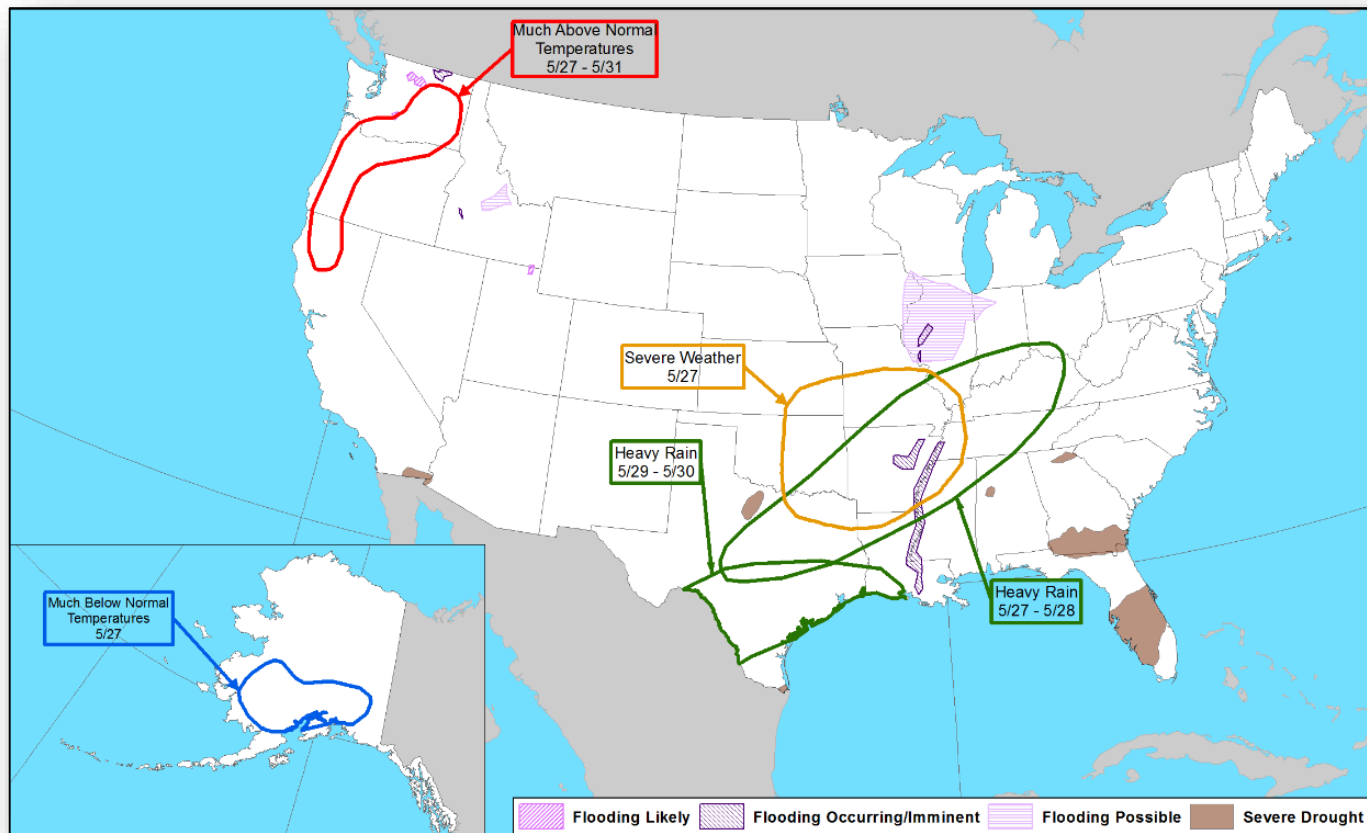 Much Above Normal
Temperatures
5/27 - 5/31
Severe Weather
5/27
Heavy Rain
5/29 - 5/30
Much Below Normal
Temperatures
5/27
Heavy Rain
5/27 - 5/28
Flooding Likely
Flooding Occurring/Imminent
Flooding Possible
Severe Drought